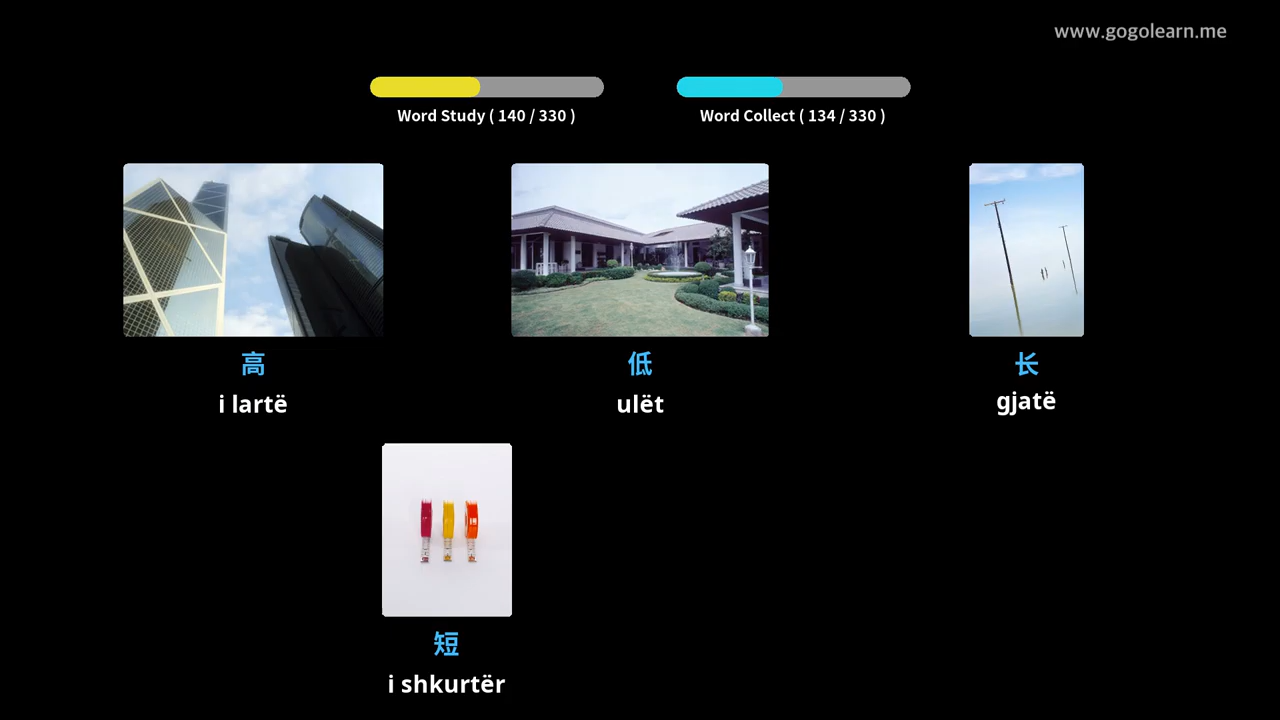 www.gogolearn.me
Word Study ( 140 / 330 )
Word Collect ( 134 / 330 )
高
i lartë
低
ulët
长
gjatë
短
i shkurtër